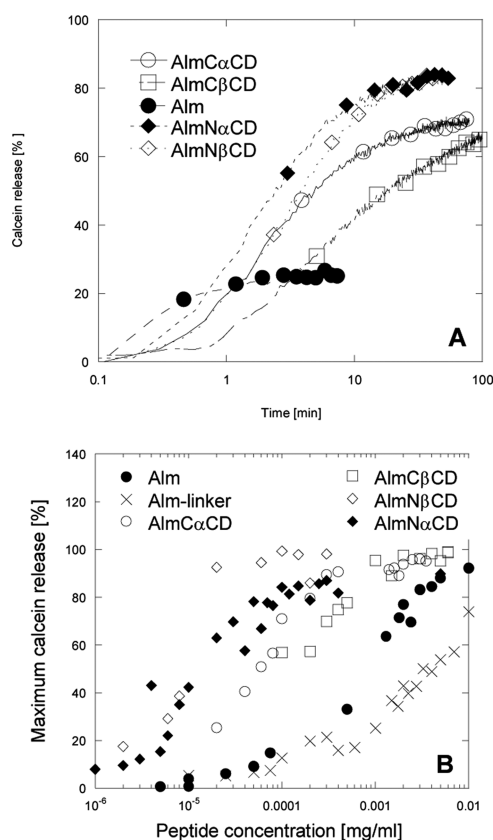 100
80
60
40
20
0
Calcein release [% ]
AlmCαCD
AlmCβCD
Alm
AlmNαCD
AlmNβCD
A
0.1 1 10 100
Time [min]
140
120
100
80
60
40
20
0
Maximum calcein release [%]
Alm AlmCβCD
Alm-linker AlmNβCD
AlmCαCD AlmNαCD
B
10⁻⁶ 10⁻⁵ 0.0001 0.001 0.01
Peptide concentration [mg/ml]